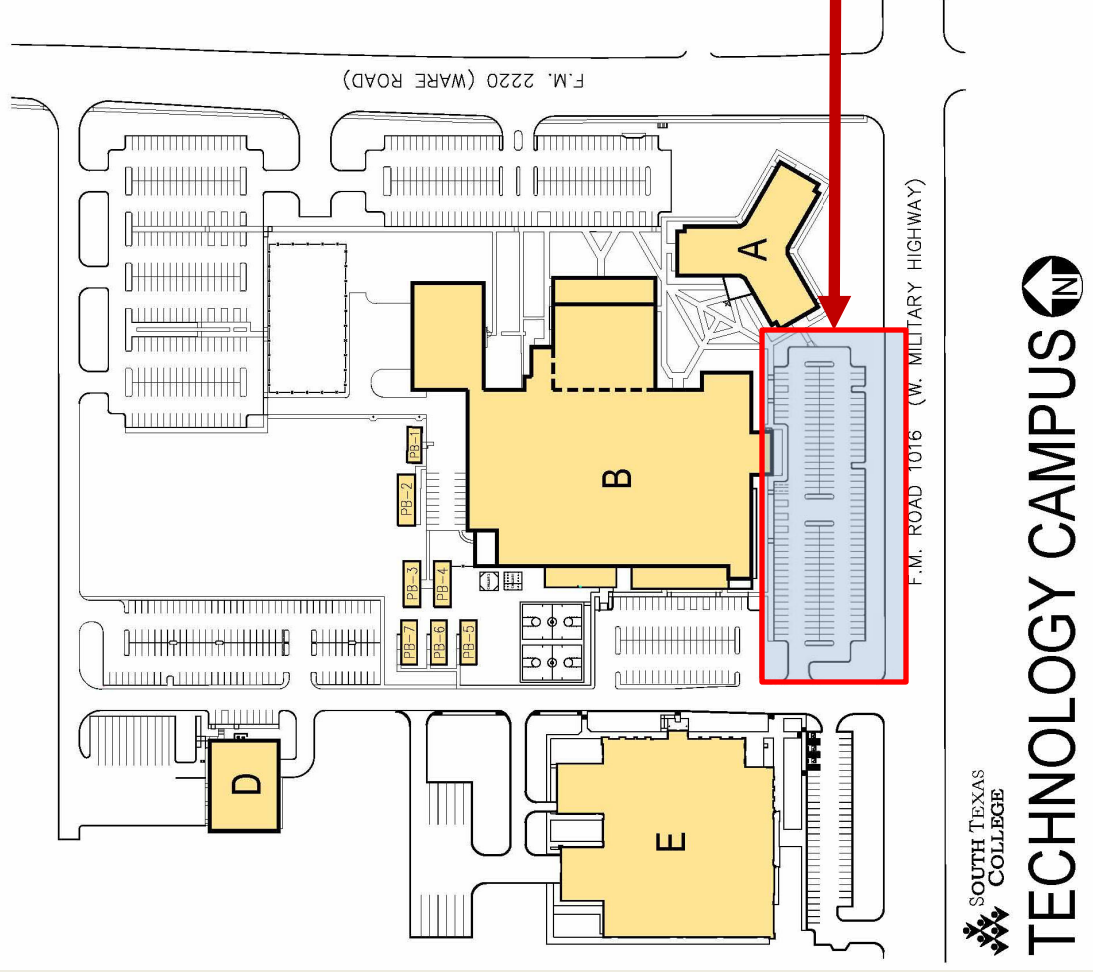 F.M. 2220 (WARE ROAD)
A
F.M. ROAD 1016 (W. MILITARY HIGHWAY)
B
PB-1
PB-2
PB-3
PB-4
PB-7
PB-6
PB-5
D
E
SOUTH TEXAS
COLLEGE
TECHNOLOGY CAMPUS
N